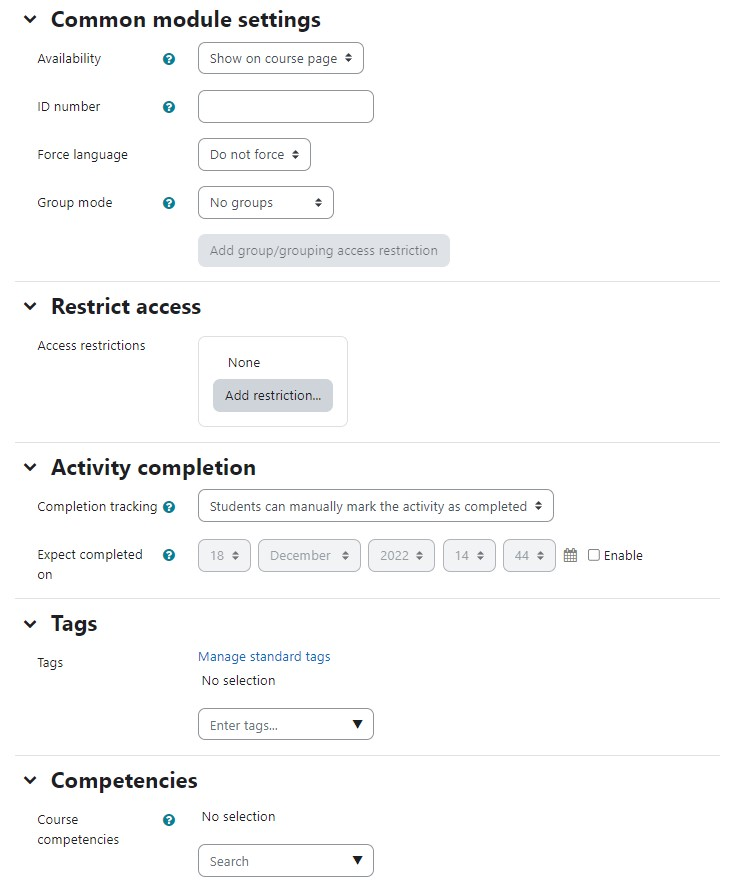 Common module settings
Availability Show on course page
ID number
Force language Do not force
Group mode No groups
Add group/grouping access restriction
Restrict access
Access restrictions
None
Add restriction...
Activity completion
Completion tracking Students can manually mark the activity as completed
Expect completed 18 December 2022 14 44 Enable
on
Tags
Manage standard tags
Tags
No selection
Enter tags...
Competencies
Course No selection
competencies
Search